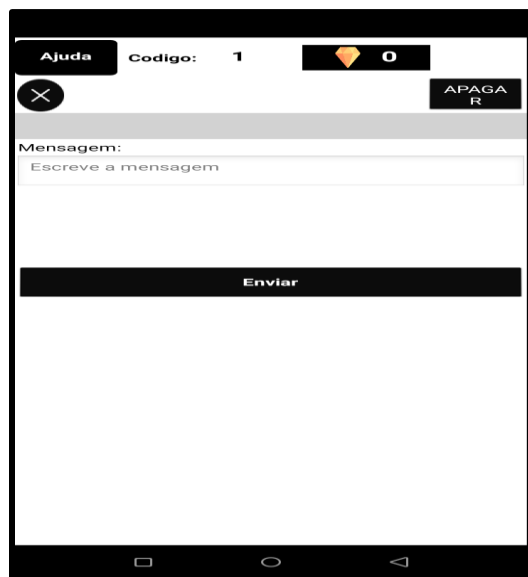 Ajuda Codigo: 1 0
APAGA
R
Mensagem:
Escreve a mensagem
Enviar